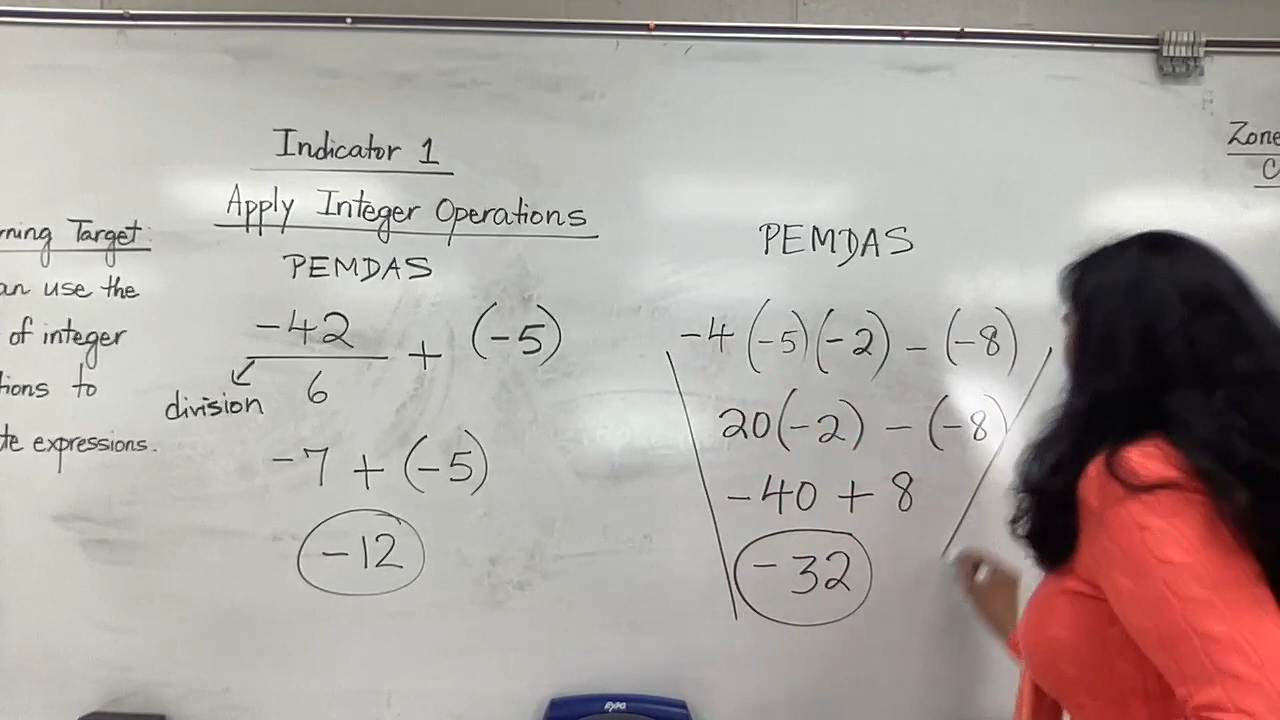 Indicator 1
Apply Integer Operations
rning Target:
an use the
of integer
tions to
te expressions.
PEMDAS
-42
6
+ (-5)
division
-7 + (-5)
-12
PEMDAS
-4(-5)(-2) - (-8)
20(-2) - (-8)
-40 + 8
-32
Zone
C
EXPO